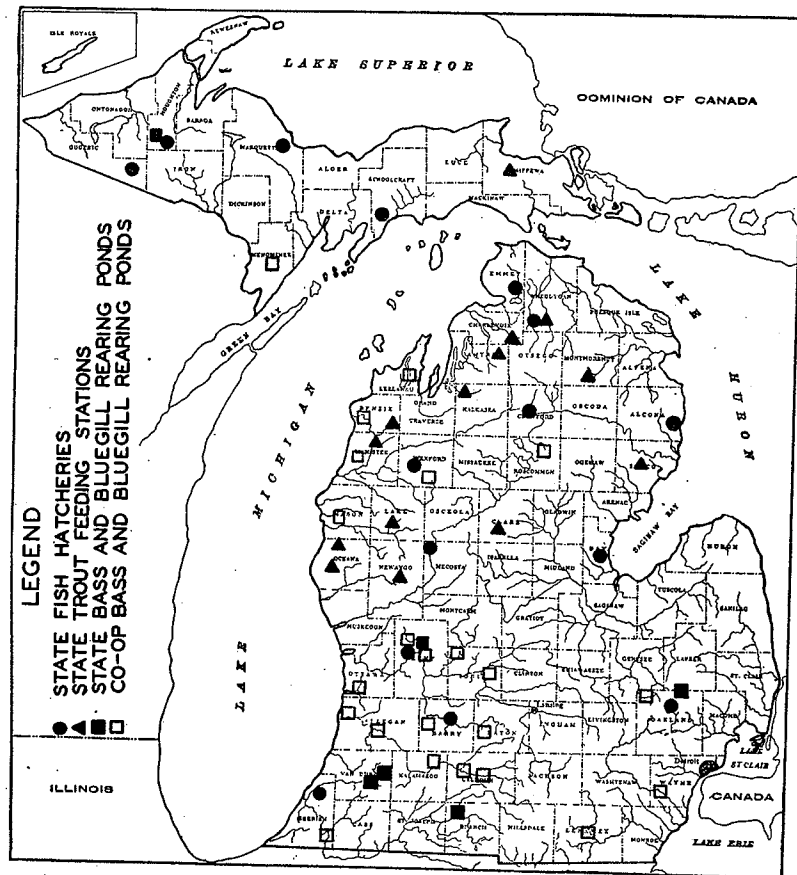 ISLE ROYALE
KEWEENAW
LAKE SUPERIOR
DOMINION OF CANADA
ONTONAGON
HOUGHTON
BARAGA
GOGEBIC
IRON
MARQUETTE
ALGER
LUCE
CHIPPEWA
SCHOOLCRAFT
MACKINAW
DICKINSON
DELTA
MENOMINEE
GREEN BAY
LAKE HURON
LAKE MICHIGAN
EMMET
CHEBOYGAN
PRESQUE ISLE
CHARLEVOIX
ANTRIM
OTSEGO
MONTMORENCY
ALPENA
LEELANAU
BENZIE
GRAND TRAVERSE
KALKASKA
CRAWFORD
OSCODA
ALCONA
MANISTEE
WEXFORD
MISSAUKEE
ROSCOMMON
OGEMAW
IOSCO
ARENAC
MASON
LAKE
OSCEOLA
CLARE
GLADWIN
SAGINAW BAY
HURON
OCEANA
NEWAYGO
MECOSTA
ISABELLA
MIDLAND
BAY
TUSCOLA
SANILAC
MUSKEGON
MONTCALM
GRATIOT
SAGINAW
KENT
OTTAWA
IONIA
CLINTON
SHIAWASSEE
GENESEE
LAPEER
ST. CLAIR
ALLEGAN
BARRY
EATON
LANSING
INGHAM
LIVINGSTON
OAKLAND
MACOMB
LAKE ST CLAIR
VAN BUREN
KALAMAZOO
CALHOUN
JACKSON
WASHTENAW
WAYNE
Detroit
CANADA
BERRIEN
CASS
ST. JOSEPH
BRANCH
HILLSDALE
LENAWEE
MONROE
LAKE ERIE
ILLINOIS
LEGEND
STATE FISH HATCHERIES
STATE TROUT FEEDING STATIONS
STATE BASS AND BLUEGILL REARING PONDS
CO-OP BASS AND BLUEGILL REARING PONDS